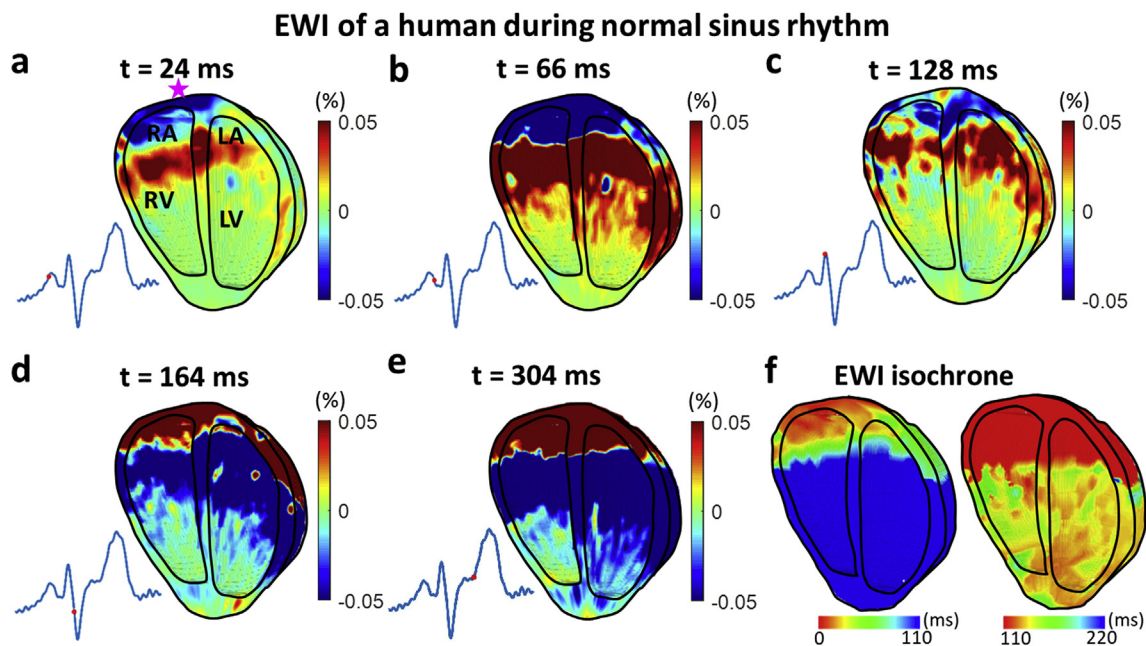 EWI of a human during normal sinus rhythm
a
t = 24 ms
(%)
0.05
0
-0.05
RA
LA
RV
LV
b
t = 66 ms
(%)
0.05
0
-0.05
c
t = 128 ms
(%)
0.05
0
-0.05
d
t = 164 ms
(%)
0.05
0
-0.05
e
t = 304 ms
(%)
0.05
0
-0.05
f
EWI isochrone
0
110
(ms)
110
220
(ms)